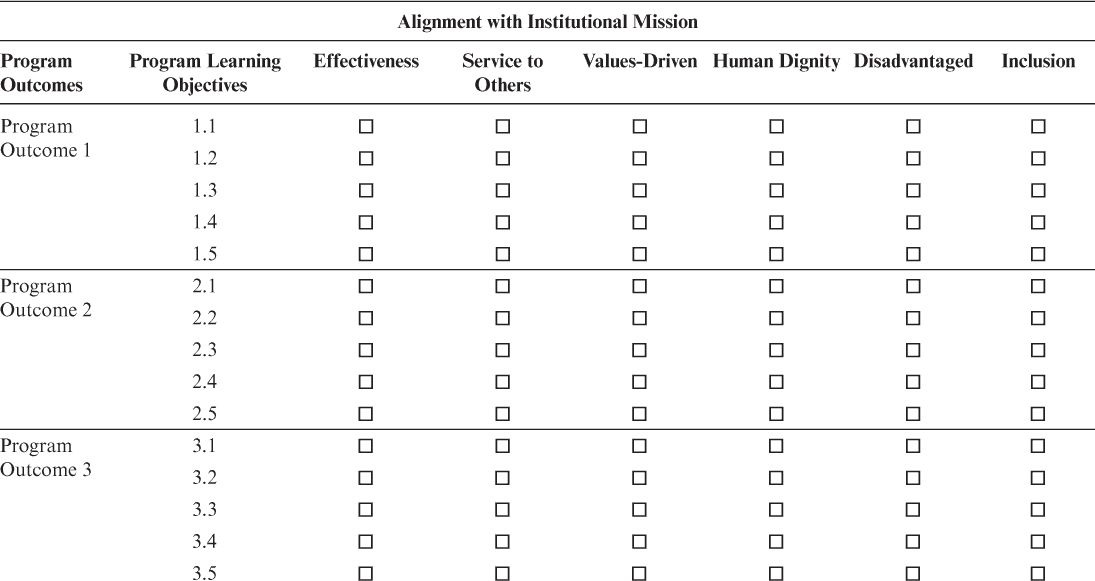 Alignment with Institutional Mission
Program Outcomes Program Learning Objectives Effectiveness Service to Others Values-Driven Human Dignity Disadvantaged Inclusion
Program Outcome 1 1.1 □ □ □ □ □ □
1.2 □ □ □ □ □ □
1.3 □ □ □ □ □ □
1.4 □ □ □ □ □ □
1.5 □ □ □ □ □ □
Program Outcome 2 2.1 □ □ □ □ □ □
2.2 □ □ □ □ □ □
2.3 □ □ □ □ □ □
2.4 □ □ □ □ □ □
2.5 □ □ □ □ □ □
Program Outcome 3 3.1 □ □ □ □ □ □
3.2 □ □ □ □ □ □
3.3 □ □ □ □ □ □
3.4 □ □ □ □ □ □
3.5 □ □ □ □ □ □